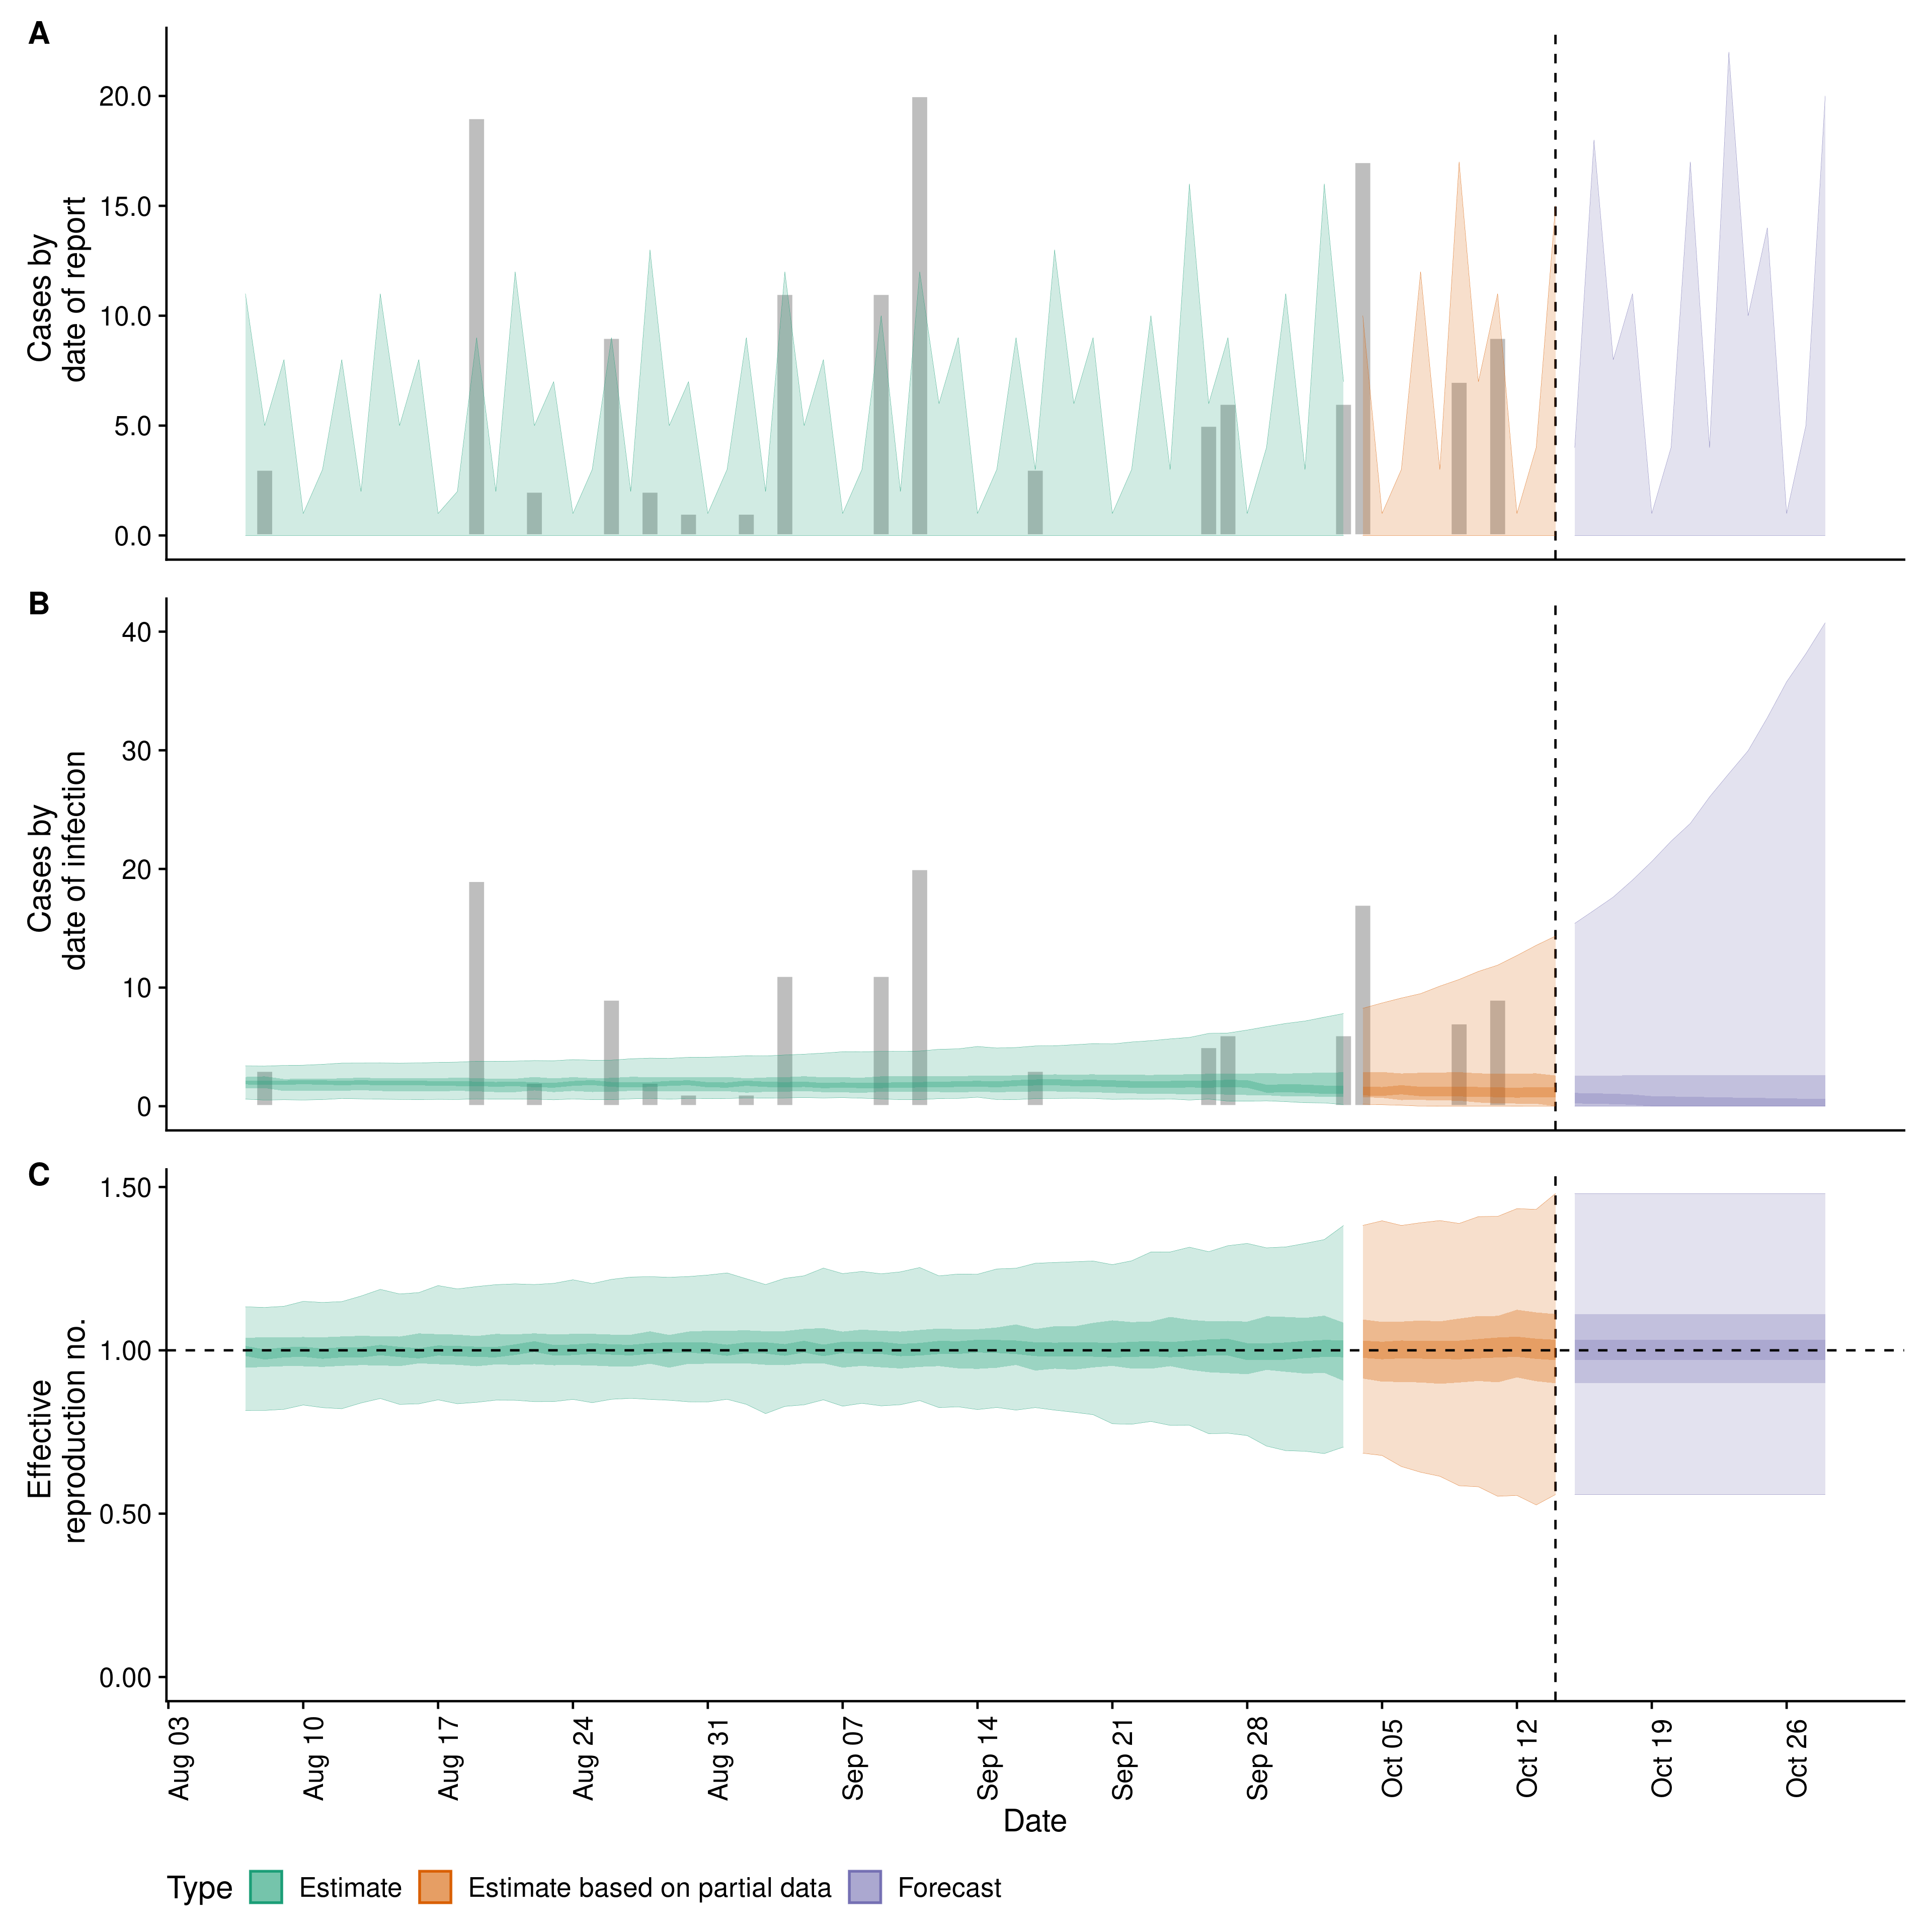 A
20.0
15.0
10.0
5.0
0.0
Cases by
date of report
B
40
30
20
10
0
Cases by
date of infection
C
1.50
1.00
0.50
0.00
Effective
reproduction no.
Aug 03
Aug 10
Aug 17
Aug 24
Aug 31
Sep 07
Sep 14
Sep 21
Sep 28
Oct 05
Oct 12
Oct 19
Oct 26
Date
Type Estimate Estimate based on partial data Forecast